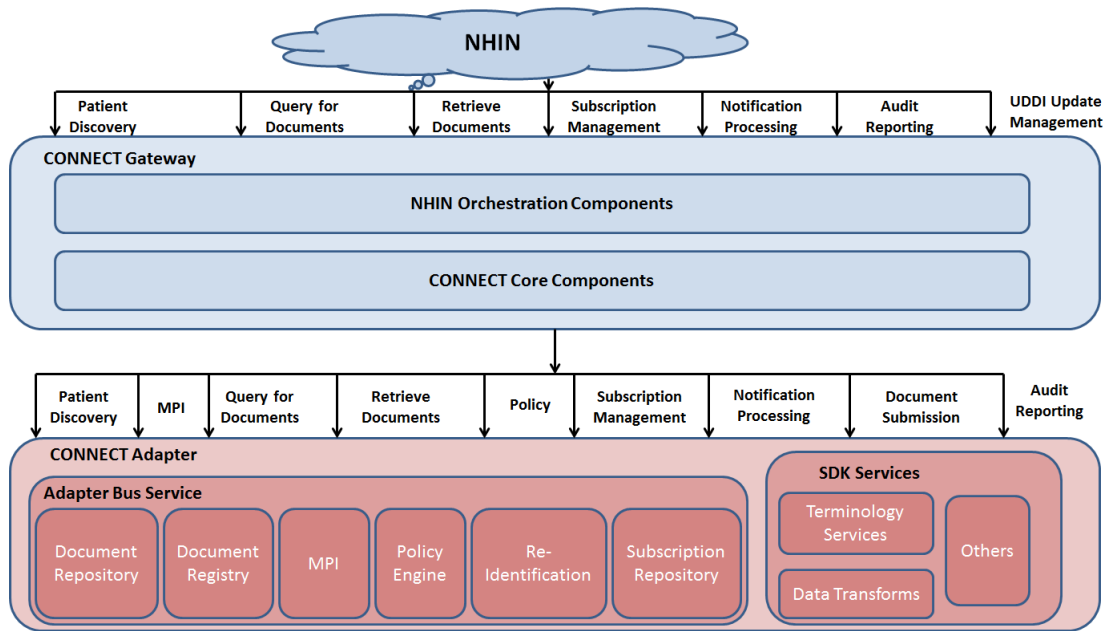 NHIN
Patient
Discovery
Query for
Documents
Retrieve
Documents
Subscription
Management
Notification
Processing
Audit
Reporting
UDDI Update
Management
CONNECT Gateway
NHIN Orchestration Components
CONNECT Core Components
Patient
Discovery
MPI
Query for
Documents
Retrieve
Documents
Policy
Subscription
Management
Notification
Processing
Document
Submission
Audit
Reporting
CONNECT Adapter
Adapter Bus Service
Document
Repository
Document
Registry
MPI
Policy
Engine
Re-
Identification
Subscription
Repository
SDK Services
Terminology
Services
Data Transforms
Others